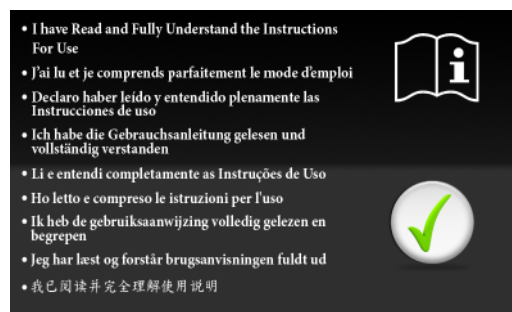 • I have Read and Fully Understand the Instructions
For Use
• J'ai lu et je comprends parfaitement le mode d'emploi
• Declaro haber leído y entendido plenamente las
Instrucciones de uso
• Ich habe die Gebrauchsanleitung gelesen und
vollständig verstanden
• Li e entendi completamente as Instruções de Uso
• Ho letto e compreso le istruzioni per l'uso
• Ik heb de gebruiksaanwijzing volledig gelezen en
begrepen
• Jeg har læst og forstår brugsanvisningen fuldt ud
• 我已阅读并完全理解使用说明